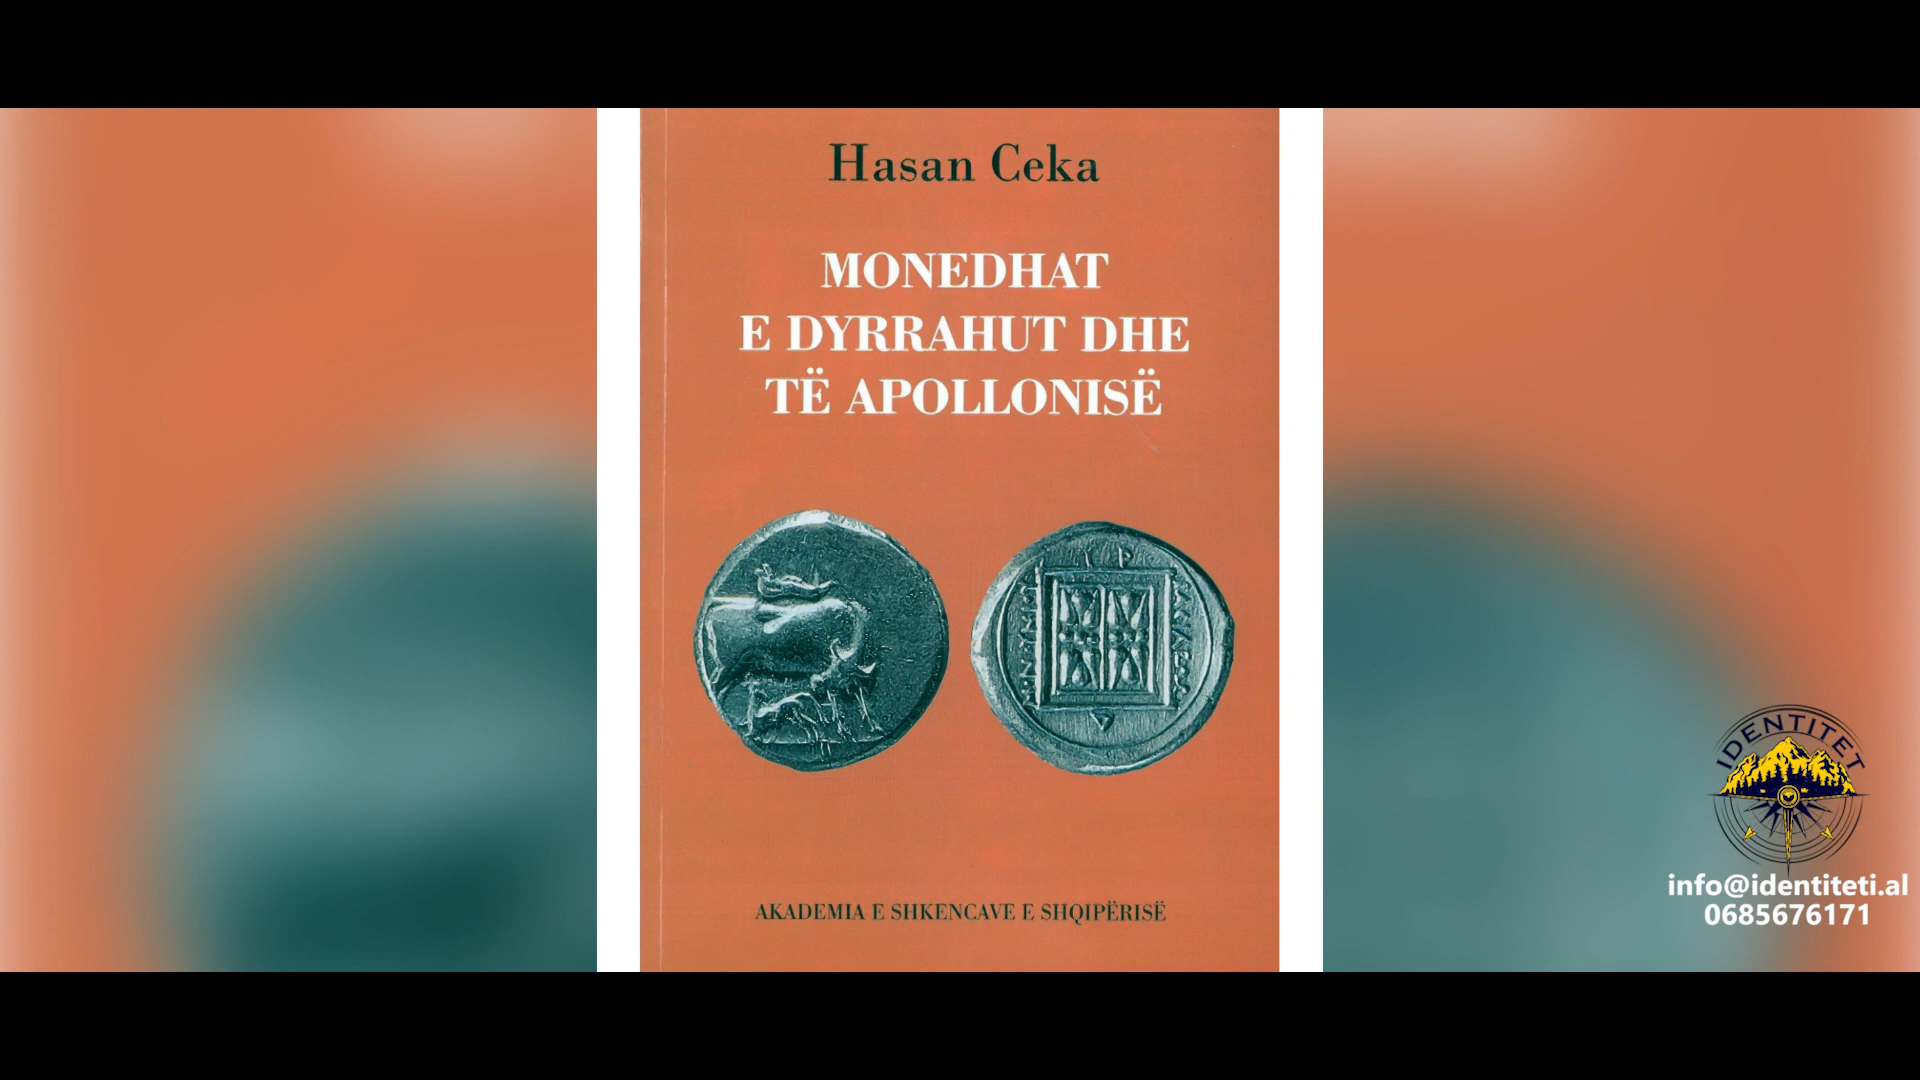 Hasan Ceka
MONEDHAT
E DYRRAHUT DHE
TË APOLLONISË
AKADEMIA E SHKENCAVE E SHQIPËRISË
IDENTITET
info@identiteti.al
0685676171